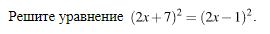 Решите уравнение (2x+7)² = (2x−1)².